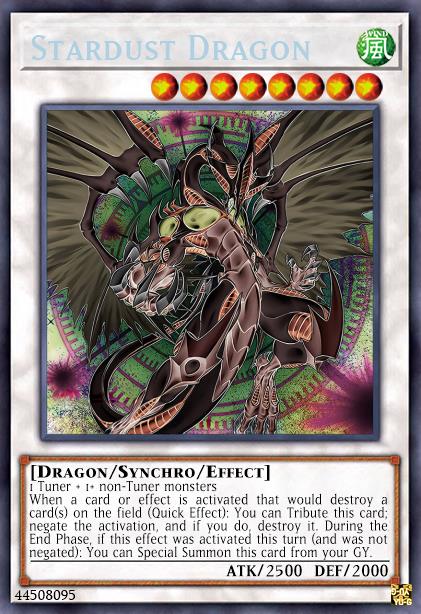 Stardust Dragon
WIND
風
[Dragon/Synchro/Effect]
1 Tuner + 1+ non-Tuner monsters
When a card or effect is activated that would destroy a
card(s) on the field (Quick Effect): You can Tribute this card;
negate the activation, and if you do, destroy it. During the
End Phase, if this effect was activated this turn (and was not
negated): You can Special Summon this card from your GY.
ATK/2500 DEF/2000
44508095